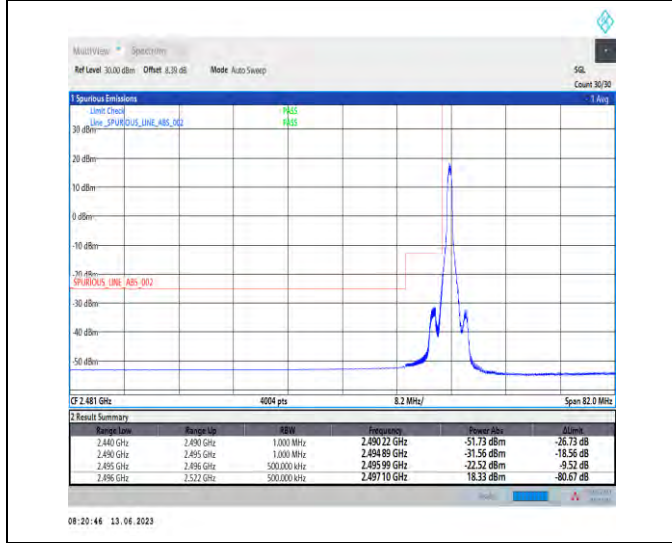 MultiView Spectrum
Ref Level 30.00 dBm Offset 8.39 dB Mode Auto Sweep SGL
Count 30/30
1 Spurious Emissions 1 Avg
Limit Check PASS
Line _SPURIOUS_LINE_ABS_002 PASS
30 dBm
20 dBm
10 dBm
0 dBm
-10 dBm
-20 dBm
SPURIOUS_LINE_ABS_002
-30 dBm
-40 dBm
-50 dBm
CF 2.481 GHz 4004 pts 8.2 MHz/ Span 82.0 MHz
2 Result Summary
Range Low Range Up RBW Frequency Power Abs ΔLimit
2.440 GHz 2.490 GHz 1.000 MHz 2.490 22 GHz -51.73 dBm -26.73 dB
2.490 GHz 2.495 GHz 1.000 MHz 2.494 89 GHz -31.56 dBm -18.56 dB
2.495 GHz 2.496 GHz 500.000 kHz 2.495 99 GHz -22.52 dBm -9.52 dB
2.496 GHz 2.522 GHz 500.000 kHz 2.497 10 GHz 18.33 dBm -80.67 dB
08:20:46 13.06.2023